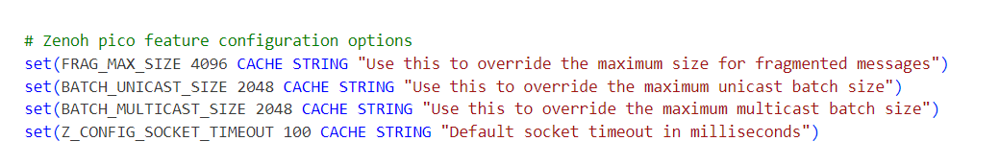 # Zenoh pico feature configuration options
set(FRAG_MAX_SIZE 4096 CACHE STRING "Use this to override the maximum size for fragmented messages")
set(BATCH_UNICAST_SIZE 2048 CACHE STRING "Use this to override the maximum unicast batch size")
set(BATCH_MULTICAST_SIZE 2048 CACHE STRING "Use this to override the maximum multicast batch size")
set(Z_CONFIG_SOCKET_TIMEOUT 100 CACHE STRING "Default socket timeout in milliseconds")